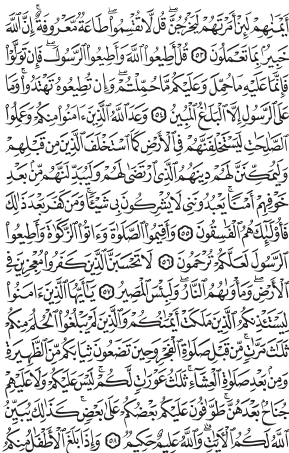 أَيْمَٰنِهِمْ لَئِنْ أَمَرْتَهُمْ لَيَخْرُجُنَّ ۖ قُل لَّا تُقْسِمُوا۟ ۖ طَاعَةٌ مَّعْرُوفَةٌ ۚ إِنَّ ٱللَّهَ
خَبِيرٌۢ بِمَا تَعْمَلُونَ ٥٣ قُلْ أَطِيعُوا۟ ٱللَّهَ وَأَطِيعُوا۟ ٱلرَّسُولَ ۖ فَإِن تَوَلَّوْا۟
فَإِنَّمَا عَلَيْهِ مَا حُمِّلَ وَعَلَيْكُم مَّا حُمِّلْتُمْ ۖ وَإِن تُطِيعُوهُ تَهْتَدُوا۟ ۚ وَمَا
عَلَى ٱلرَّسُولِ إِلَّا ٱلْبَلَٰغُ ٱلْمُبِينُ ٥٤ وَعَدَ ٱللَّهُ ٱلَّذِينَ ءَامَنُوا۟ مِنكُمْ وَعَمِلُوا۟
ٱلصَّٰلِحَٰتِ لَيَسْتَخْلِفَنَّهُمْ فِى ٱلْأَرْضِ كَمَا ٱسْتَخْلَفَ ٱلَّذِينَ مِن قَبْلِهِمْ
وَلَيُمَكِّنَنَّ لَهُمْ دِينَهُمُ ٱلَّذِى ٱرْتَضَىٰ لَهُمْ وَلَيُبَدِّلَنَّهُم مِّنۢ بَعْدِ
خَوْفِهِمْ أَمْنًا ۚ يَعْبُدُونَنِى لَا يُشْرِكُونَ بِى شَيْـًٔا ۚ وَمَن كَفَرَ بَعْدَ ذَٰلِكَ
فَأُو۟لَٰٓئِكَ هُمُ ٱلْفَٰسِقُونَ ٥٥ وَأَقِيمُوا۟ ٱلصَّلَوٰةَ وَءَاتُوا۟ ٱلزَّكَوٰةَ وَأَطِيعُوا۟
ٱلرَّسُولَ لَعَلَّكُمْ تُرْحَمُونَ ٥٦ لَا تَحْسَبَنَّ ٱلَّذِينَ كَفَرُوا۟ مُعْجِزِينَ فِى
ٱلْأَرْضِ ۚ وَمَأْوَىٰهُمُ ٱلنَّارُ ۖ وَلَبِئْسَ ٱلْمَصِيرُ ٥٧ يَٰٓأَيُّهَا ٱلَّذِينَ ءَامَنُوا۟
لِيَسْتَـْٔذِنكُمُ ٱلَّذِينَ مَلَكَتْ أَيْمَٰنُكُمْ وَٱلَّذِينَ لَمْ يَبْلُغُوا۟ ٱلْحُلُمَ مِنكُمْ
ثَلَٰثَ مَرَّٰتٍ ۚ مِّن قَبْلِ صَلَوٰةِ ٱلْفَجْرِ وَحِينَ تَضَعُونَ ثِيَابَكُم مِّنَ ٱلظَّهِيرَةِ
وَمِنۢ بَعْدِ صَلَوٰةِ ٱلْعِشَآءِ ۚ ثَلَٰثُ عَوْرَٰتٍ لَّكُمْ ۚ لَيْسَ عَلَيْكُمْ وَلَا عَلَيْهِمْ
جُنَاحٌۢ بَعْدَهُنَّ ۚ طَوَّٰفُونَ عَلَيْكُم بَعْضُكُمْ عَلَىٰ بَعْضٍ ۚ كَذَٰلِكَ يُبَيِّنُ
ٱللَّهُ لَكُمُ ٱلْءَايَٰتِ ۗ وَٱللَّهُ عَلِيمٌ حَكِيمٌ ٥٨ وَإِذَا بَلَغَ ٱلْأَطْفَٰلُ مِنكُمُ